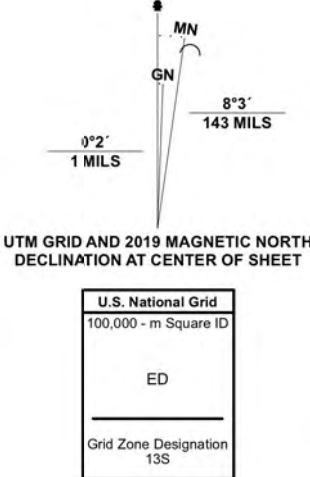 MN
GN
8°3´
143 MILS
0°2´
1 MILS
UTM GRID AND 2019 MAGNETIC NORTH
DECLINATION AT CENTER OF SHEET
U.S. National Grid
100,000 - m Square ID
ED
Grid Zone Designation
13S